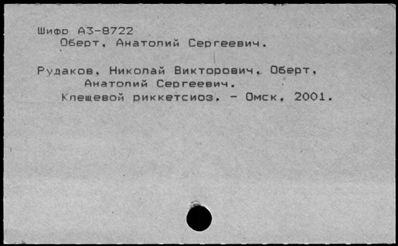 Шифр А3-8722
Оберт, Анатолий Сергеевич.
Рудаков, Николай Викторович, Оберт,
Анатолий Сергеевич.
Клещевой риккетсиоз. - Омск, 2001.